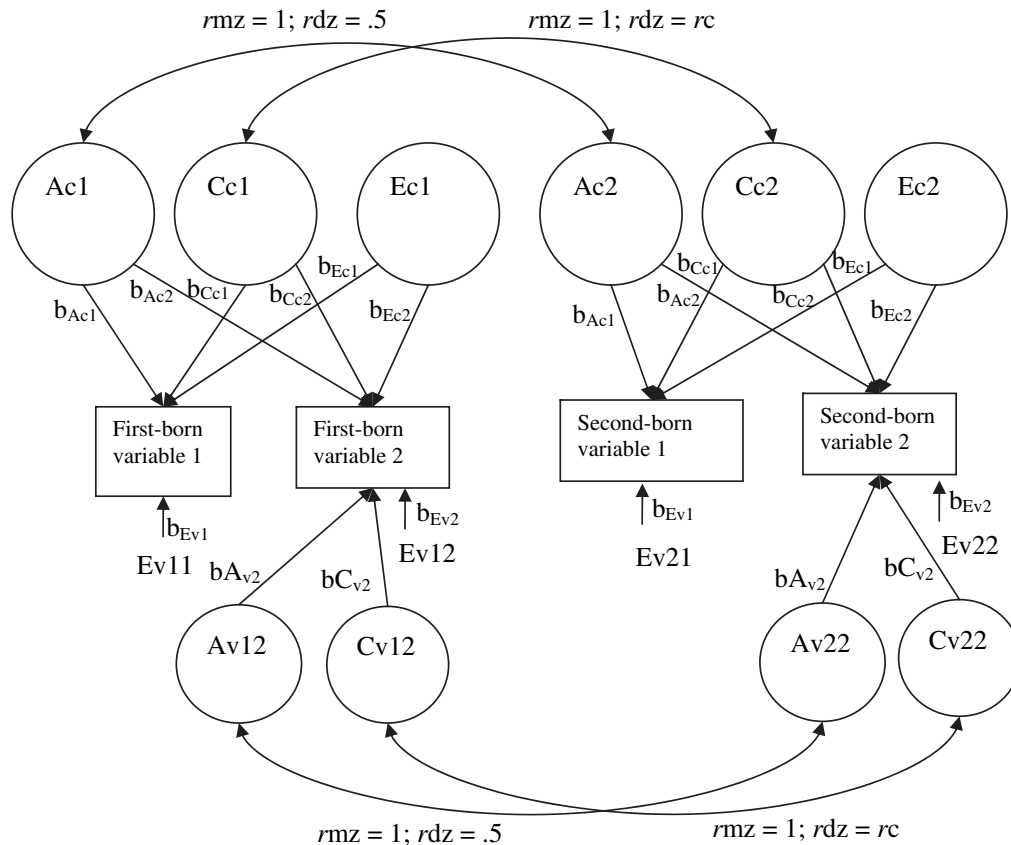 rmz = 1; rdz = .5
rmz = 1; rdz = rc
Ac1
Cc1
Ec1
Ac2
Cc2
Ec2
bAc1
bAc2
bCc1
bCc2
bEc1
bEc2
bAc1
bCc1
bAc2
bCc2
bEc1
bEc2
First-born
variable 1
First-born
variable 2
Second-born
variable 1
Second-born
variable 2
bEv1
Ev11
bEv2
Ev12
bEv1
Ev21
bEv2
Ev22
bAv2
bCv2
bAv2
bCv2
Av12
Cv12
Av22
Cv22
rmz = 1; rdz = .5
rmz = 1; rdz = rc